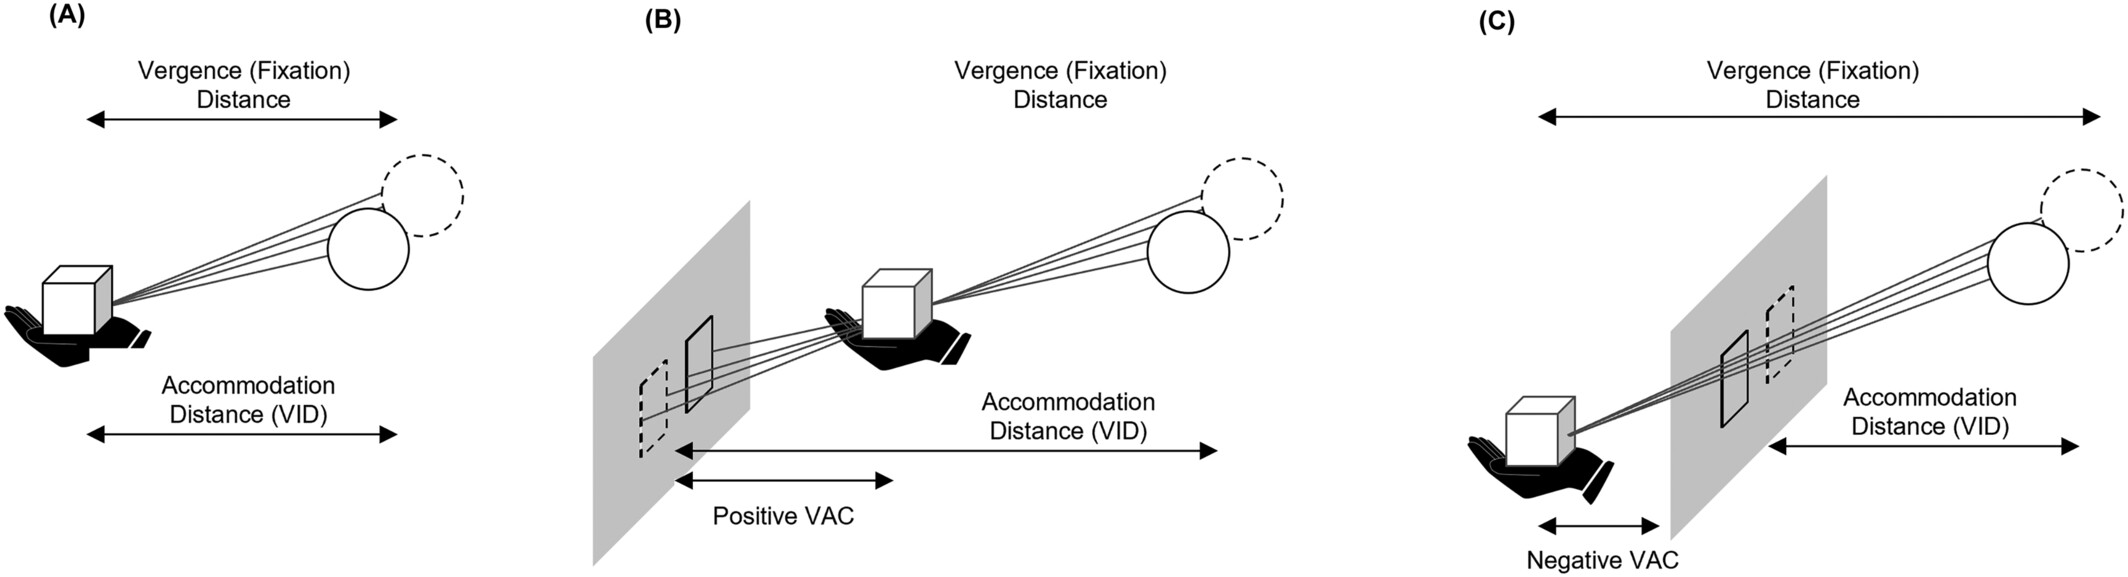 (A)
Vergence (Fixation)
Distance
Accommodation
Distance (VID)
(B)
Vergence (Fixation)
Distance
Accommodation
Distance (VID)
Positive VAC
(C)
Vergence (Fixation)
Distance
Accommodation
Distance (VID)
Negative VAC